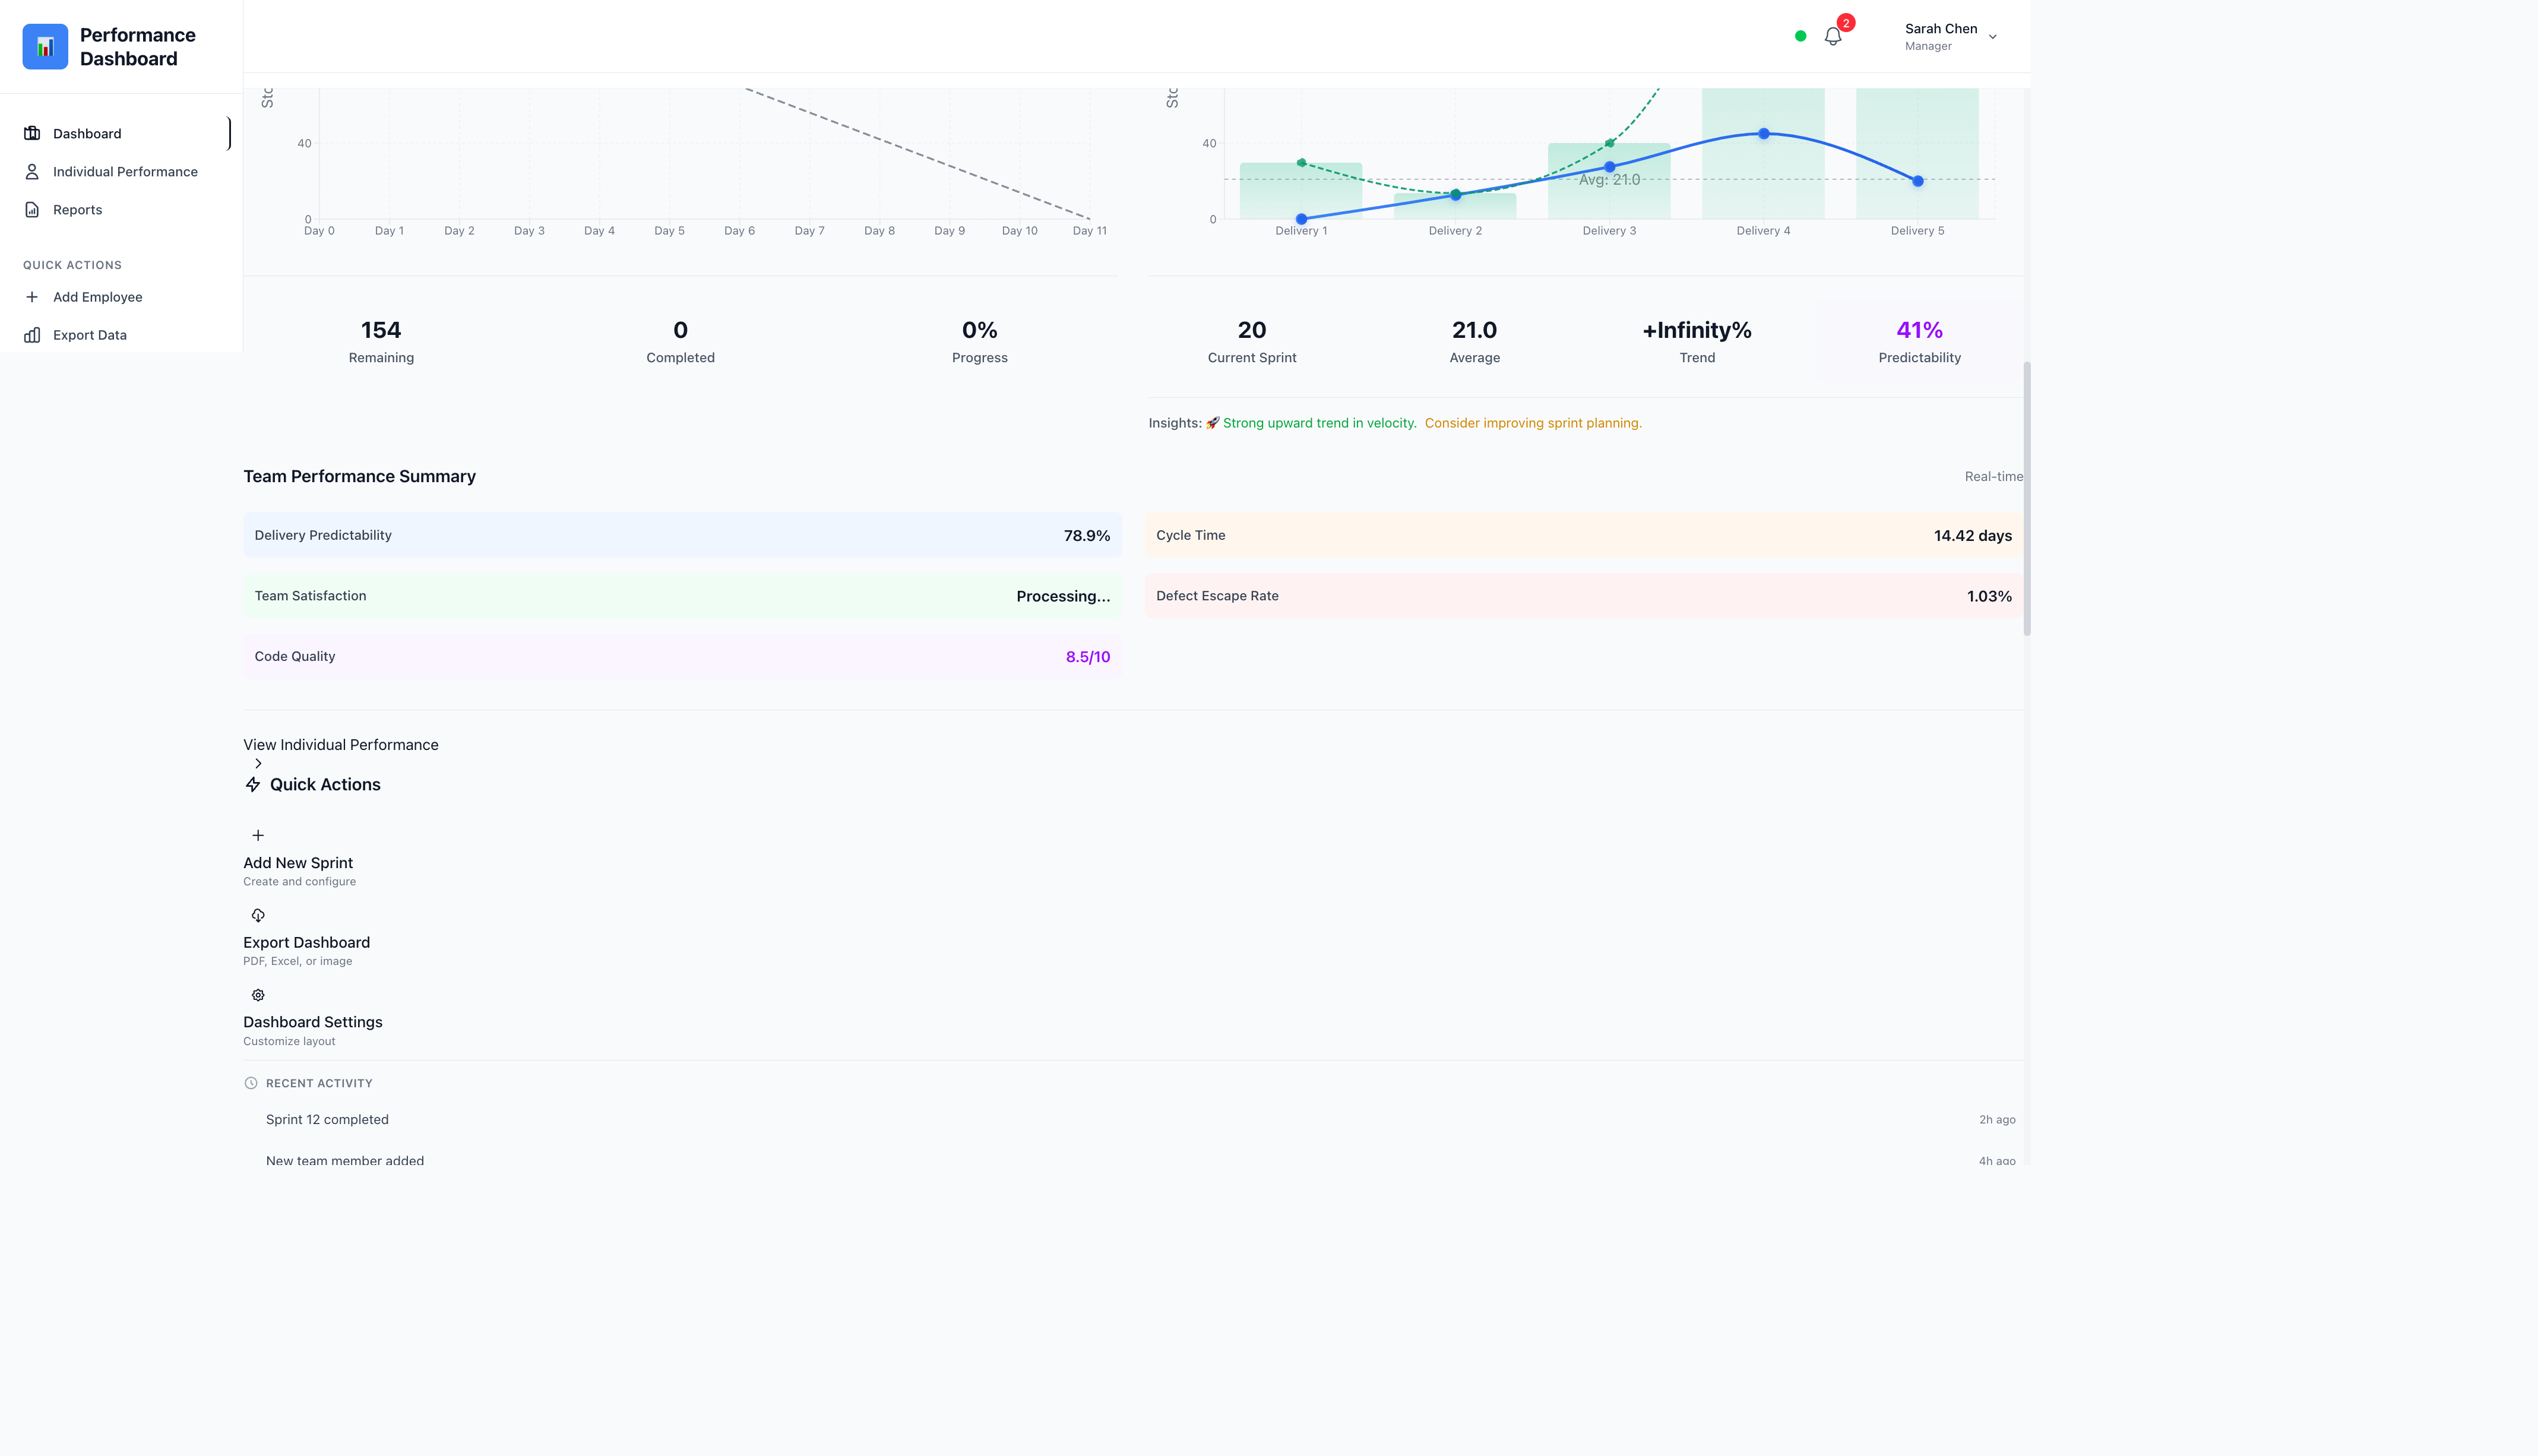 Performance
Dashboard
2
Sarah Chen
Manager
Dashboard
Individual Performance
Reports
QUICK ACTIONS
Add Employee
Export Data
40
0
Day 0
Day 1
Day 2
Day 3
Day 4
Day 5
Day 6
Day 7
Day 8
Day 9
Day 10
Day 11
40
0
Avg: 21.0
Delivery 1
Delivery 2
Delivery 3
Delivery 4
Delivery 5
154
Remaining
0
Completed
0%
Progress
20
Current Sprint
21.0
Average
+Infinity%
Trend
41%
Predictability
Insights: 🚀 Strong upward trend in velocity. Consider improving sprint planning.
Team Performance Summary
Real-time
Delivery Predictability
78.9%
Cycle Time
14.42 days
Team Satisfaction
Processing...
Defect Escape Rate
1.03%
Code Quality
8.5/10
View Individual Performance
Quick Actions
Add New Sprint
Create and configure
Export Dashboard
PDF, Excel, or image
Dashboard Settings
Customize layout
RECENT ACTIVITY
Sprint 12 completed
2h ago
New team member added
4h ago